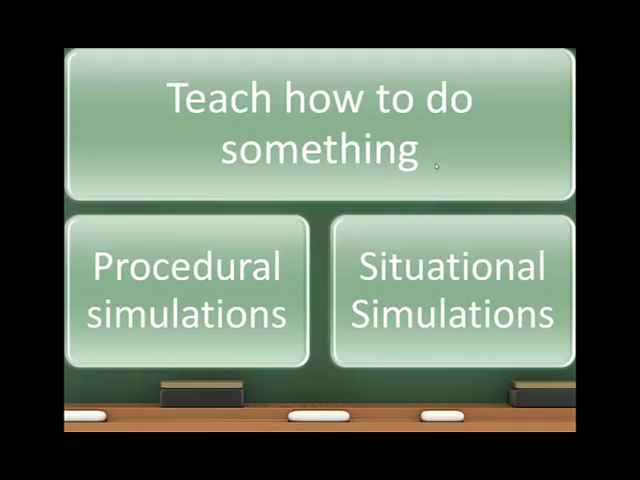 Teach how to do
something
Procedural
simulations
Situational
Simulations